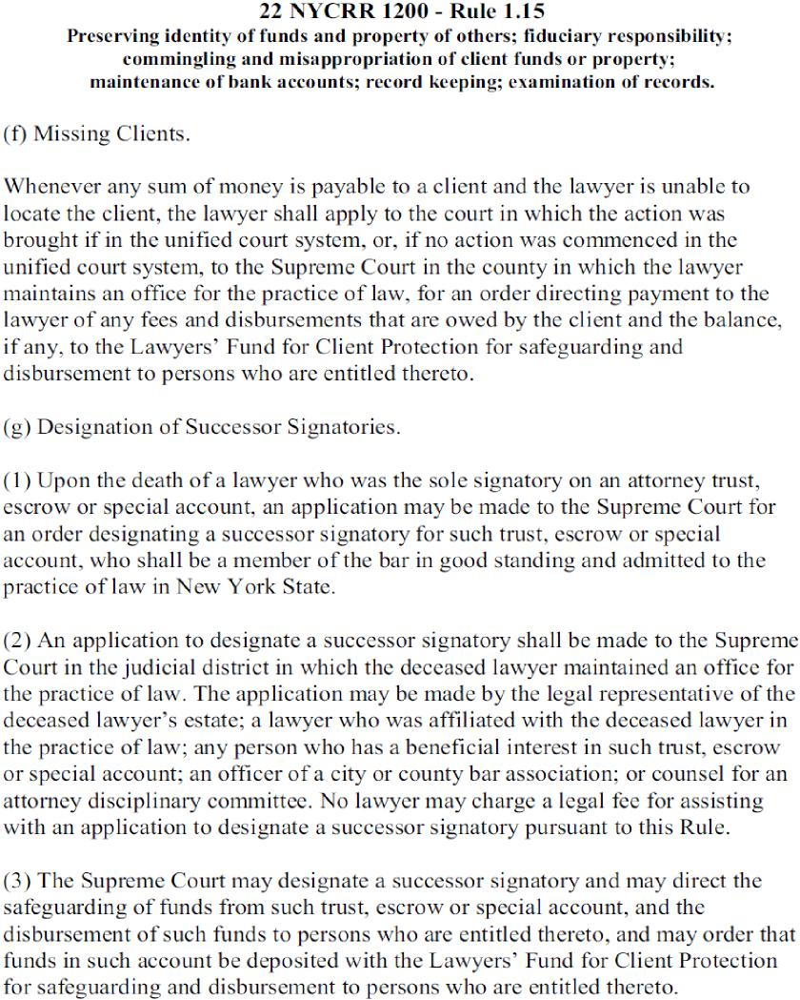 22 NYCRR 1200 - Rule 1.15
Preserving identity of funds and property of others; fiduciary responsibility;
commingling and misappropriation of client funds or property;
maintenance of bank accounts; record keeping; examination of records.
(f) Missing Clients.
Whenever any sum of money is payable to a client and the lawyer is unable to
locate the client, the lawyer shall apply to the court in which the action was
brought if in the unified court system, or, if no action was commenced in the
unified court system, to the Supreme Court in the county in which the lawyer
maintains an office for the practice of law, for an order directing payment to the
lawyer of any fees and disbursements that are owed by the client and the balance,
if any, to the Lawyers’ Fund for Client Protection for safeguarding and
disbursement to persons who are entitled thereto.
(g) Designation of Successor Signatories.
(1) Upon the death of a lawyer who was the sole signatory on an attorney trust,
escrow or special account, an application may be made to the Supreme Court for
an order designating a successor signatory for such trust, escrow or special
account, who shall be a member of the bar in good standing and admitted to the
practice of law in New York State.
(2) An application to designate a successor signatory shall be made to the Supreme
Court in the judicial district in which the deceased lawyer maintained an office for
the practice of law. The application may be made by the legal representative of the
deceased lawyer’s estate; a lawyer who was affiliated with the deceased lawyer in
the practice of law; any person who has a beneficial interest in such trust, escrow
or special account; an officer of a city or county bar association; or counsel for an
attorney disciplinary committee. No lawyer may charge a legal fee for assisting
with an application to designate a successor signatory pursuant to this Rule.
(3) The Supreme Court may designate a successor signatory and may direct the
safeguarding of funds from such trust, escrow or special account, and the
disbursement of such funds to persons who are entitled thereto, and may order that
funds in such account be deposited with the Lawyers’ Fund for Client Protection
for safeguarding and disbursement to persons who are entitled thereto.